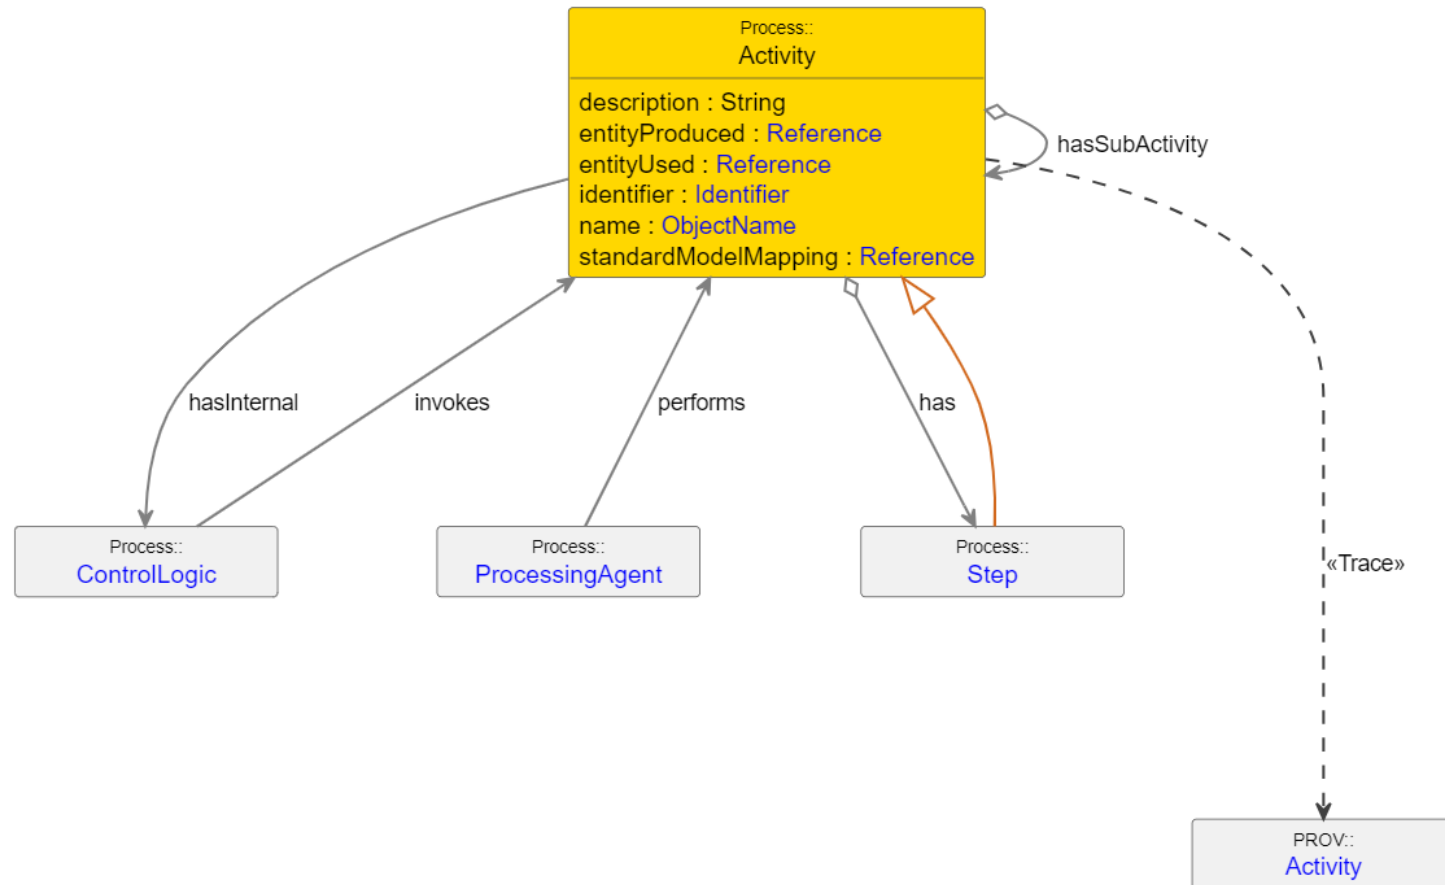 Process::
Activity
description : String
entityProduced : Reference
entityUsed : Reference
identifier : Identifier
name : ObjectName
standardModelMapping : Reference
hasSubActivity
hasInternal
invokes
performs
has
Process::
ControlLogic
Process::
ProcessingAgent
Process::
Step
«Trace»
PROV::
Activity